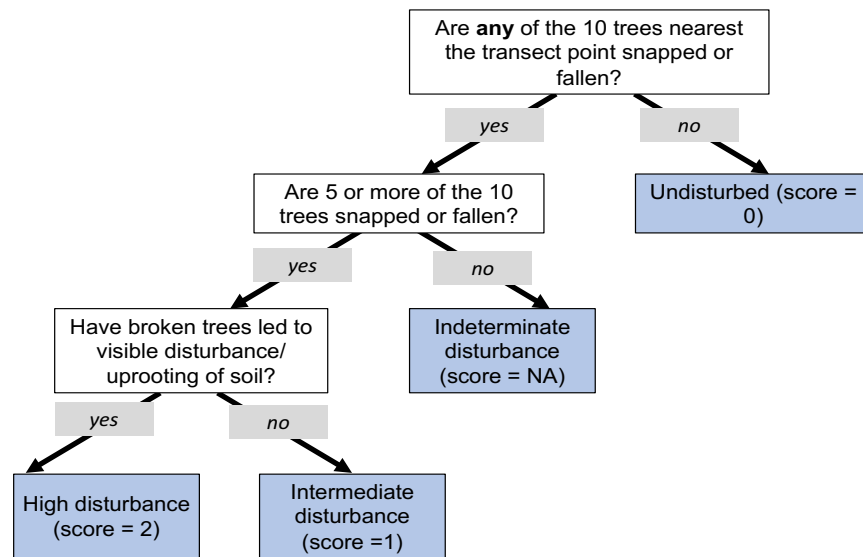 Are any of the 10 trees nearest
the transect point snapped or
fallen?
yes
no
Are 5 or more of the 10
trees snapped or fallen?
Undisturbed (score =
0)
yes
no
Have broken trees led to
visible disturbance/
uprooting of soil?
Indeterminate
disturbance
(score = NA)
yes
no
High disturbance
(score = 2)
Intermediate
disturbance
(score =1)